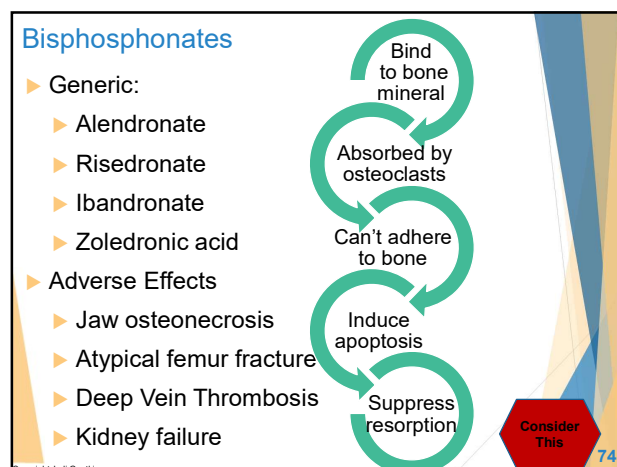 Bisphosphonates
Generic:
Alendronate
Risedronate
Ibandronate
Zoledronic acid
Adverse Effects
Jaw osteonecrosis
Atypical femur fracture
Deep Vein Thrombosis
Kidney failure
Bind
to bone
mineral
Absorbed by
osteoclasts
Can't adhere
to bone
Induce
apoptosis
Suppress
resorption
Consider
This
74